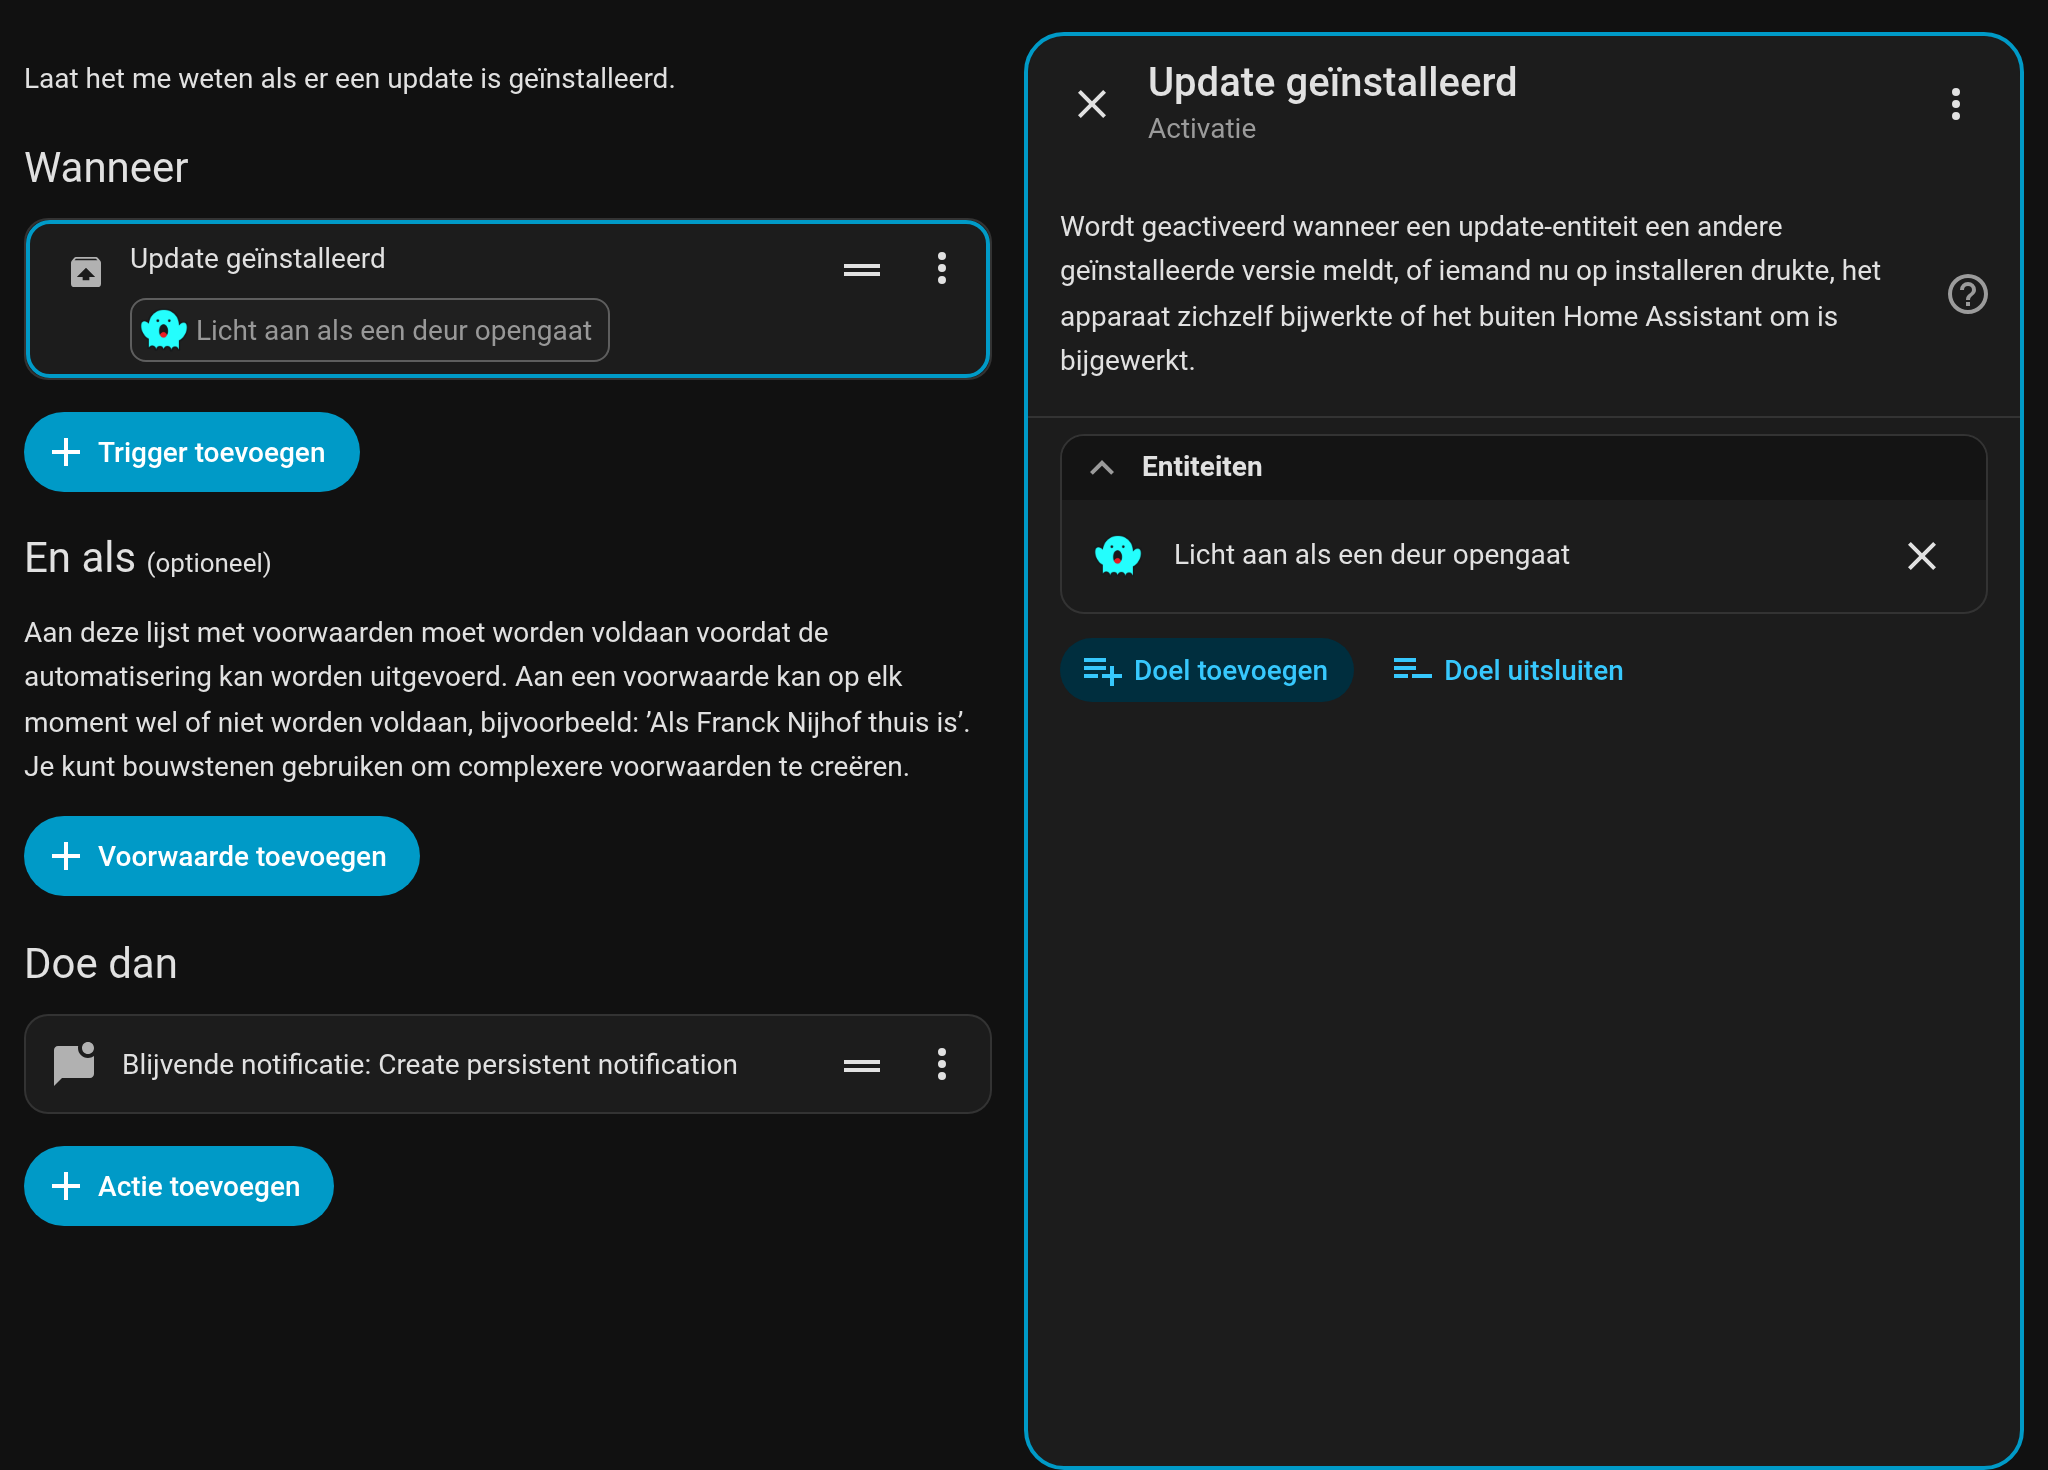 Laat het me weten als er een update is geïnstalleerd.
Wanneer
Update geïnstalleerd
Licht aan als een deur opengaat
Trigger toevoegen
En als (optioneel)
Aan deze lijst met voorwaarden moet worden voldaan voordat de
automatisering kan worden uitgevoerd. Aan een voorwaarde kan op elk
moment wel of niet worden voldaan, bijvoorbeeld: ’Als Franck Nijhof thuis is’.
Je kunt bouwstenen gebruiken om complexere voorwaarden te creëren.
Voorwaarde toevoegen
Doe dan
Blijvende notificatie: Create persistent notification
Actie toevoegen
Update geïnstalleerd
Activatie
Wordt geactiveerd wanneer een update-entiteit een andere
geïnstalleerde versie meldt, of iemand nu op installeren drukte, het
apparaat zichzelf bijwerkte of het buiten Home Assistant om is
bijgewerkt.
Entiteiten
Licht aan als een deur opengaat
Doel toevoegen
Doel uitsluiten